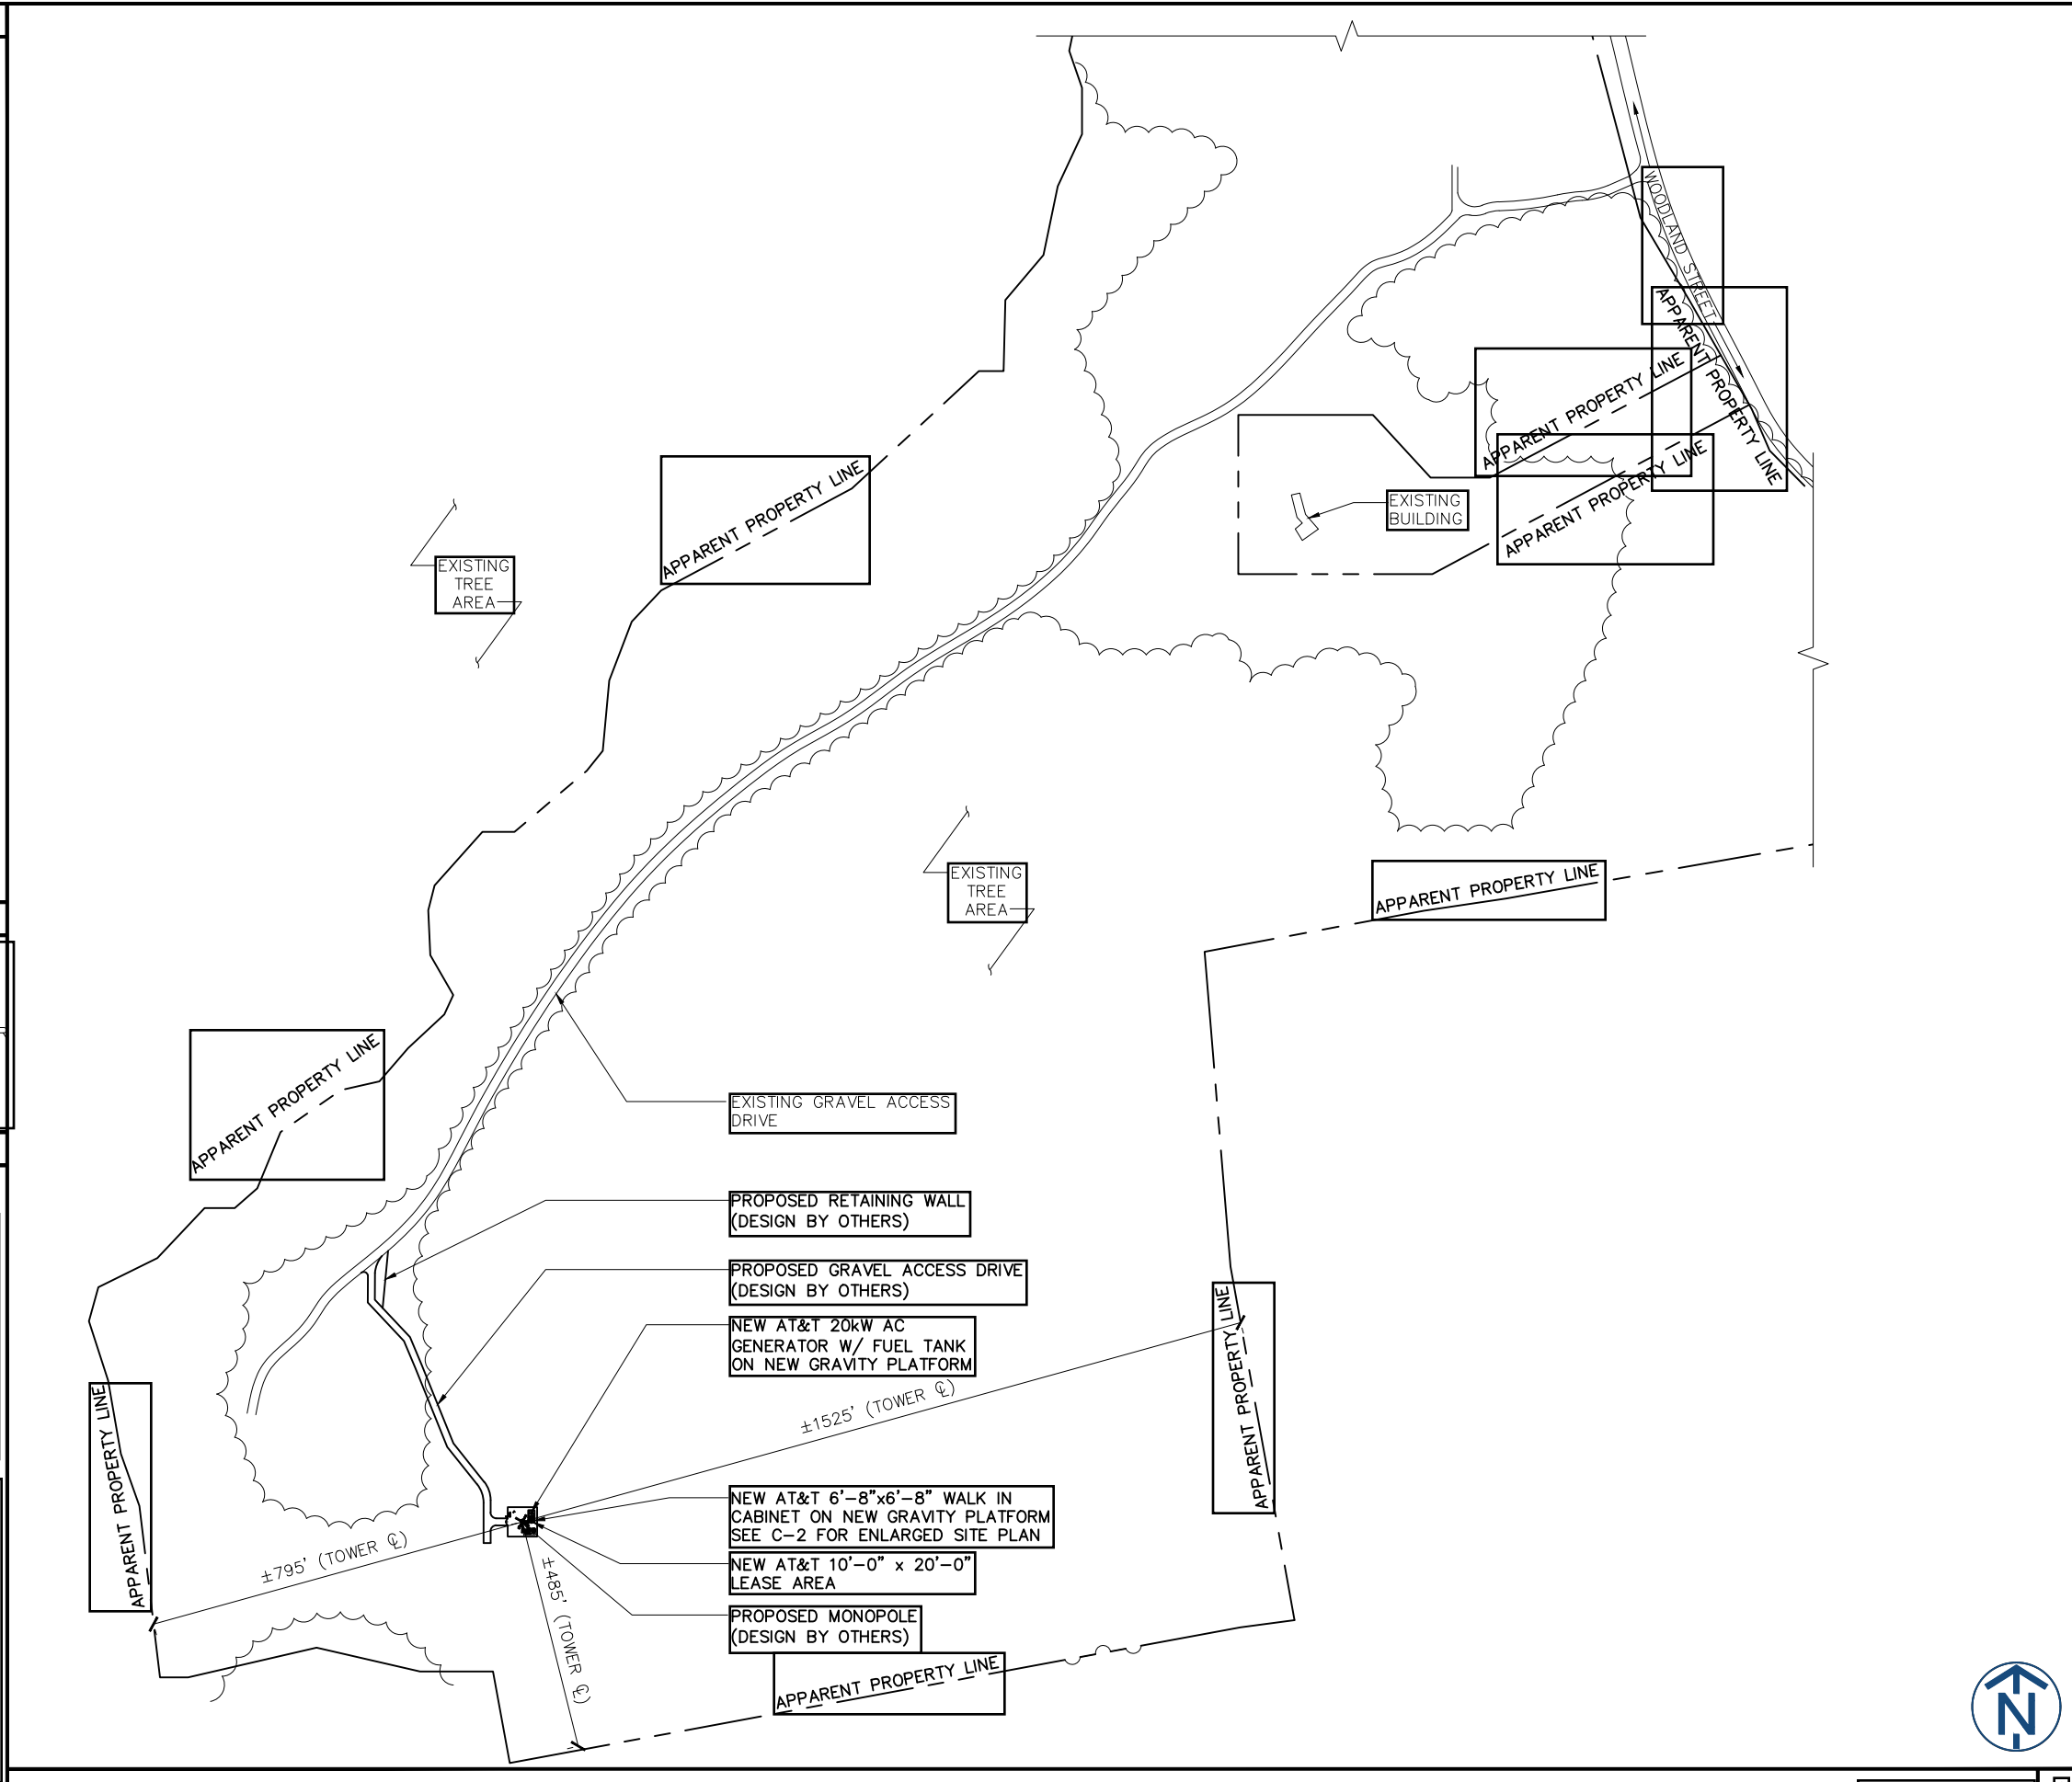 WOODLAND STREET
APPARENT PROPERTY LINE
APPARENT PROPERTY LINE
APPARENT PROPERTY LINE
EXISTING
BUILDING
APPARENT PROPERTY LINE
EXISTING
TREE
AREA
EXISTING
TREE
AREA
APPARENT PROPERTY LINE
APPARENT PROPERTY LINE
EXISTING GRAVEL ACCESS
DRIVE
PROPOSED RETAINING WALL
(DESIGN BY OTHERS)
PROPOSED GRAVEL ACCESS DRIVE
(DESIGN BY OTHERS)
NEW AT&T 20kW AC
GENERATOR W/ FUEL TANK
ON NEW GRAVITY PLATFORM
±1525' (TOWER ℄)
APPARENT PROPERTY LINE
APPARENT PROPERTY LINE
NEW AT&T 6'-8"x6'-8" WALK IN
CABINET ON NEW GRAVITY PLATFORM
SEE C-2 FOR ENLARGED SITE PLAN
±795' (TOWER ℄)
±485' (TOWER ℄)
NEW AT&T 10'-0" x 20'-0"
LEASE AREA
PROPOSED MONOPOLE
(DESIGN BY OTHERS)
APPARENT PROPERTY LINE
N